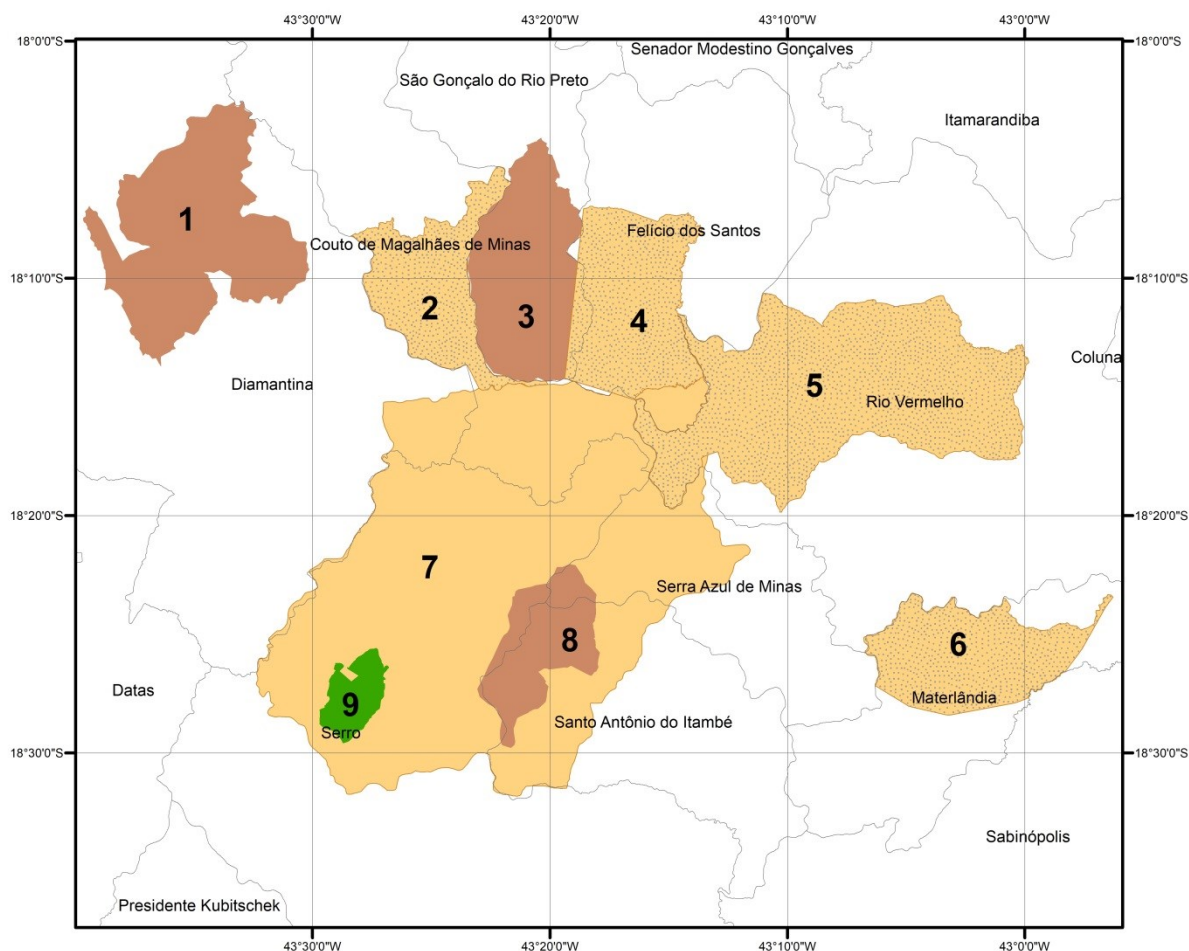 43°30'0"W 43°20'0"W 43°10'0"W 43°0'0"W
18°0'0"S 18°0'0"S
Senador Modestino Gonçalves
São Gonçalo do Rio Preto
Itamarandiba
1
Felício dos Santos
Couto de Magalhães de Minas
18°10'0"S 18°10'0"S
2
3
4
Coluna
Diamantina
5
Rio Vermelho
18°20'0"S 18°20'0"S
7
Serra Azul de Minas
8
6
Datas
Materlândia
9
Santo Antônio do Itambé
Serro
18°30'0"S 18°30'0"S
Sabinópolis
Presidente Kubitschek
43°30'0"W 43°20'0"W 43°10'0"W 43°0'0"W